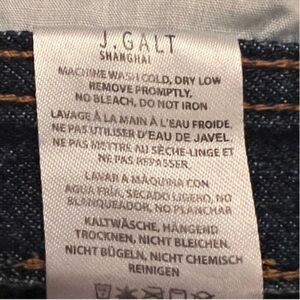 J. GALT
SHANGHAI
MACHINE WASH COLD, DRY LOW
REMOVE PROMPTLY.
NO BLEACH, DO NOT IRON
LAVAGE À LA MAIN À L'EAU FROIDE.
NE PAS UTILISER D'EAU DE JAVEL.
NE PAS METTRE AU SÈCHE-LINGE ET
NE PAS REPASSER.
LAVAR A MÁQUINA CON
AGUA FRÍA, SECADO LIGERO, NO
BLANQUEADOR, NO PLANCHAR
KALTWÄSCHE, HÄNGEND
TROCKNEN, NICHT BLEICHEN,
NICHT BÜGELN, NICHT CHEMISCH
REINIGEN